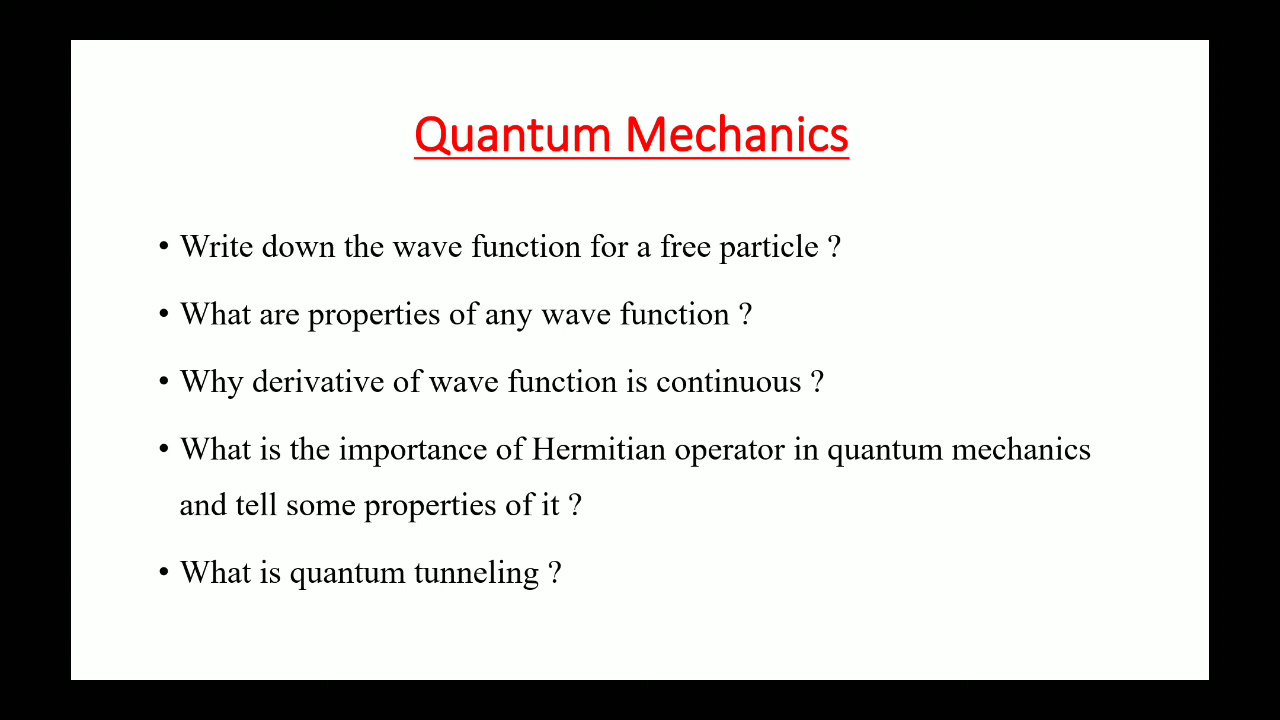 Quantum Mechanics
• Write down the wave function for a free particle ?
• What are properties of any wave function ?
• Why derivative of wave function is continuous ?
• What is the importance of Hermitian operator in quantum mechanics
and tell some properties of it ?
• What is quantum tunneling ?